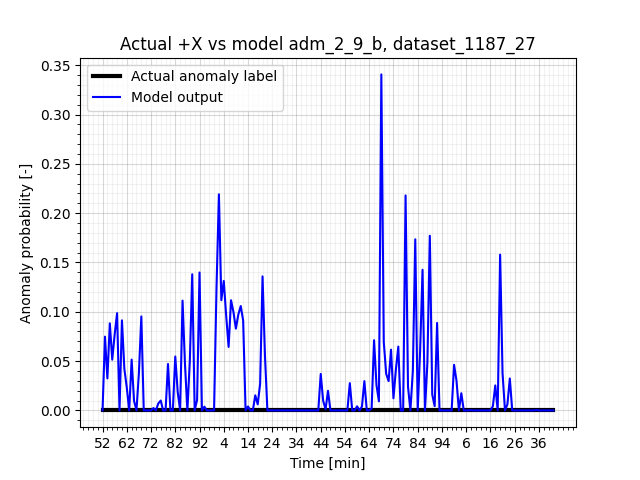 Actual +X vs model adm_2_9_b, dataset_1187_27
Actual anomaly label
Model output
Anomaly probability [-]
0.35
0.30
0.25
0.20
0.15
0.10
0.05
0.00
52 62 72 82 92 4 14 24 34 44 54 64 74 84 94 6 16 26 36
Time [min]